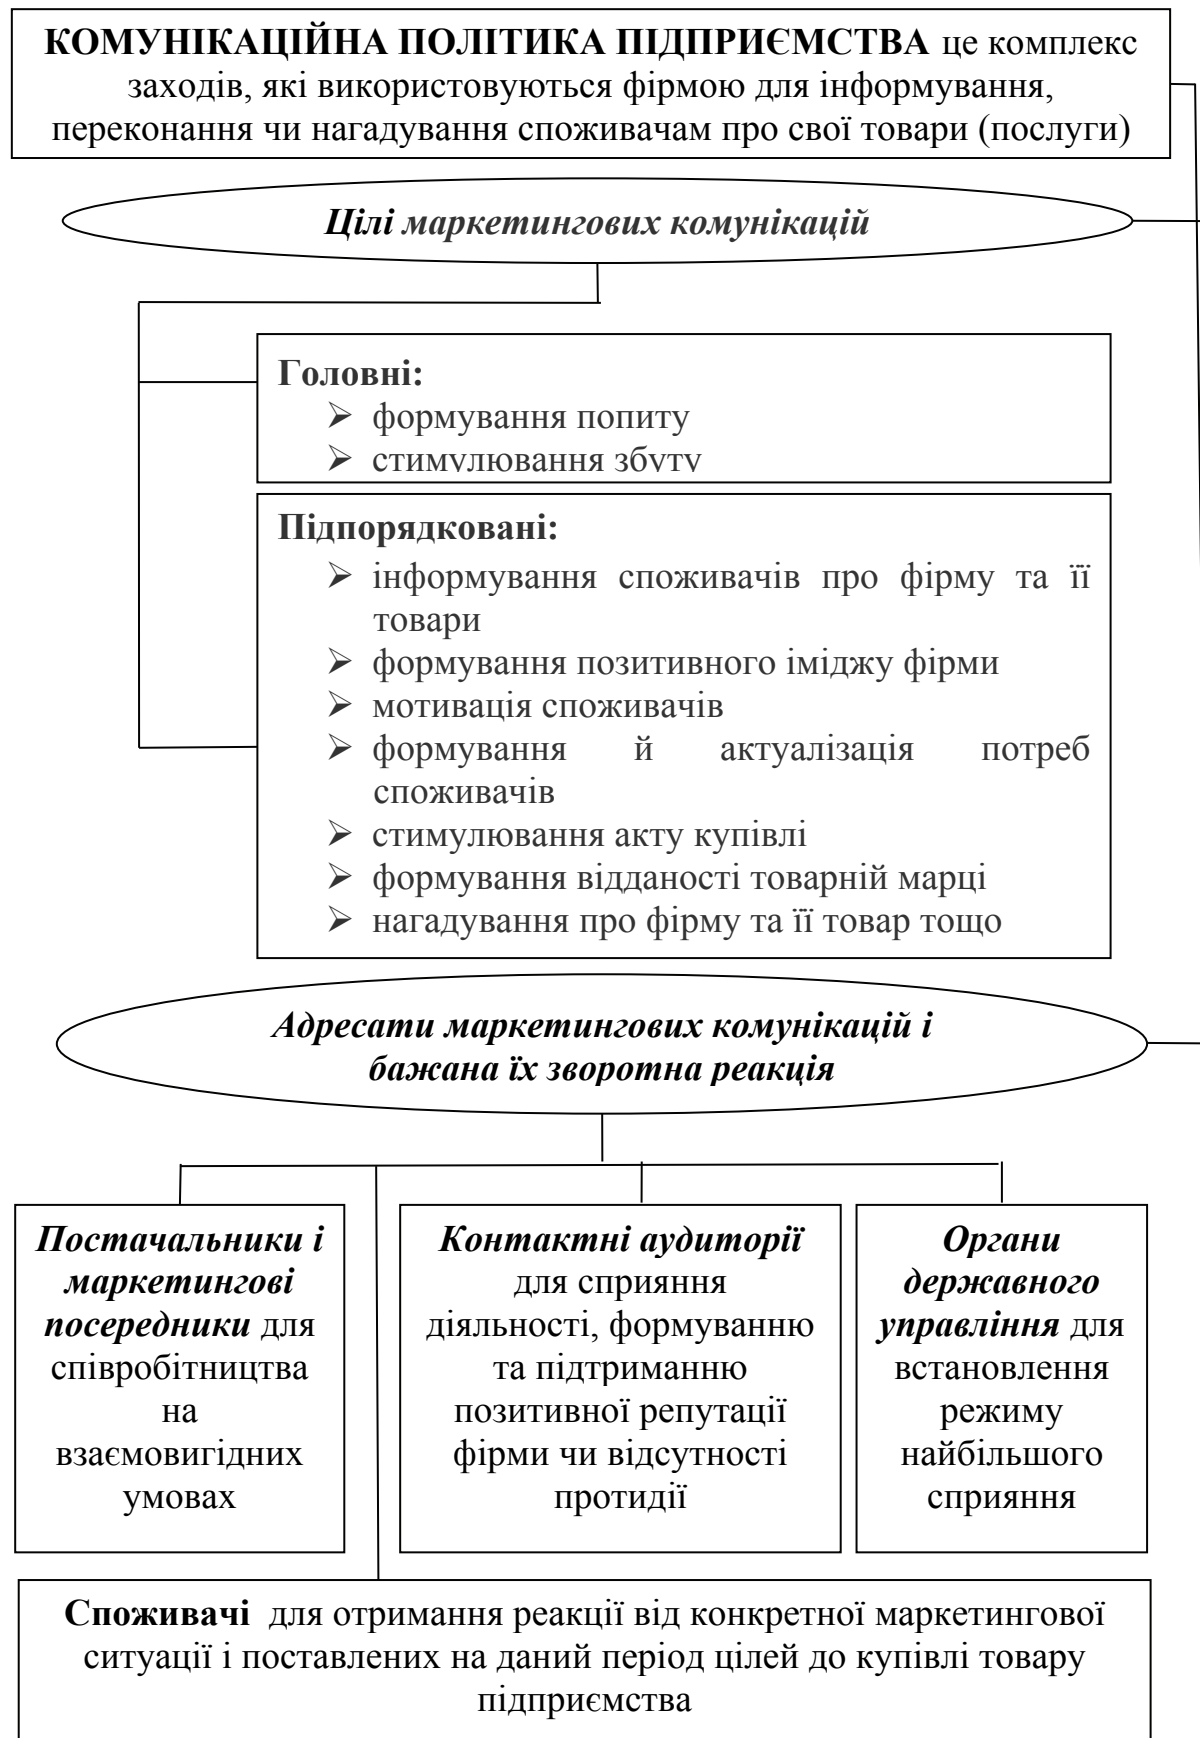 КОМУНІКАЦІЙНА ПОЛІТИКА ПІДПРИЄМСТВА це комплекс
заходів, які використовуються фірмою для інформування,
переконання чи нагадування споживачам про свої товари (послуги)
Цілі маркетингових комунікацій
Головні:
➢ формування попиту
➢ стимулювання збуту
Підпорядковані:
➢ інформування споживачів про фірму та її
товари
➢ формування позитивного іміджу фірми
➢ мотивація споживачів
➢ формування й актуалізація потреб
споживачів
➢ стимулювання акту купівлі
➢ формування відданості товарній марці
➢ нагадування про фірму та її товар тощо
Адресати маркетингових комунікацій і
бажана їх зворотна реакція
Постачальники і
маркетингові
посередники для
співробітництва
на
взаємовигідних
умовах
Контактні аудиторії
для сприяння
діяльності, формуванню
та підтриманню
позитивної репутації
фірми чи відсутності
протидії
Органи
державного
управління для
встановлення
режиму
найбільшого
сприяння
Споживачі для отримання реакції від конкретної маркетингової
ситуації і поставлених на даний період цілей до купівлі товару
підприємства